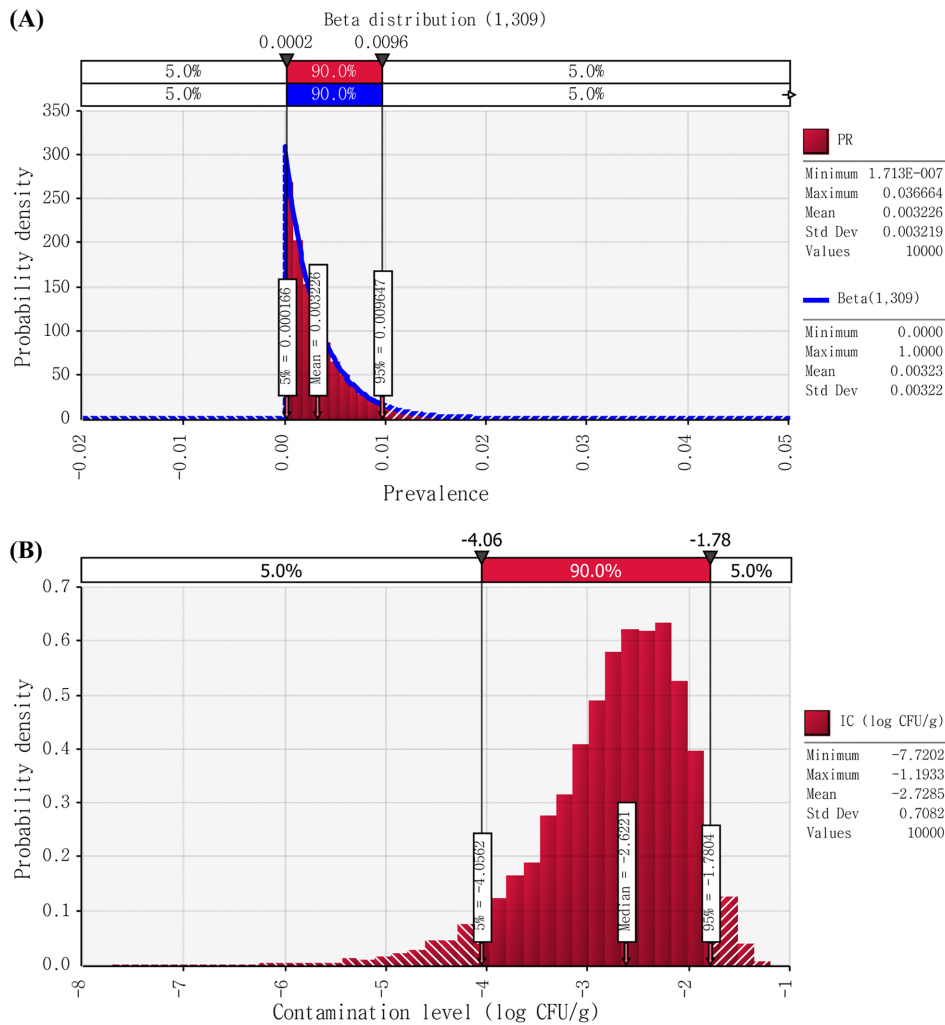 (A)
Beta distribution (1,309)
0.0002 0.0096
5.0% 90.0% 5.0%
5.0% 90.0% 5.0%
Probability density
350
300
250
200
150
100
50
0
5% = 0.000166
Mean = 0.003226
95% = 0.009647
-0.02 -0.01 0.00 0.01 0.02 0.03 0.04 0.05
Prevalence
PR
Minimum 1.713E-007
Maximum 0.036664
Mean 0.003226
Std Dev 0.003219
Values 10000
Beta(1,309)
Minimum 0.0000
Maximum 1.0000
Mean 0.00323
Std Dev 0.00322
(B)
-4.06 -1.78
5.0% 90.0% 5.0%
Probability density
0.7
0.6
0.5
0.4
0.3
0.2
0.1
0.0
5% = -4.0562
Median = -2.6221
95% = -1.7804
-8 -7 -6 -5 -4 -3 -2 -1
Contamination level (log CFU/g)
IC (log CFU/g)
Minimum -7.7202
Maximum -1.1933
Mean -2.7285
Std Dev 0.7082
Values 10000